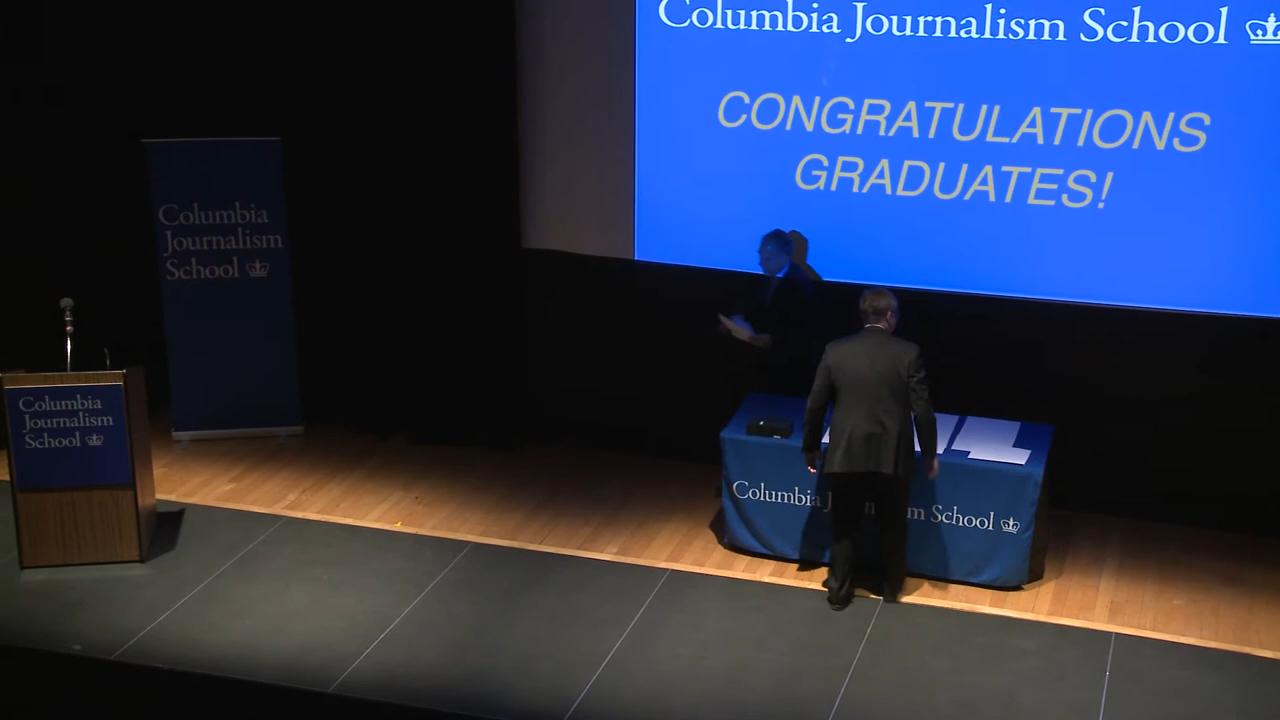 Columbia Journalism School
CONGRATULATIONS
GRADUATES!
Columbia
Journalism
School
Columbia
Journalism
School
Columbia J n m School